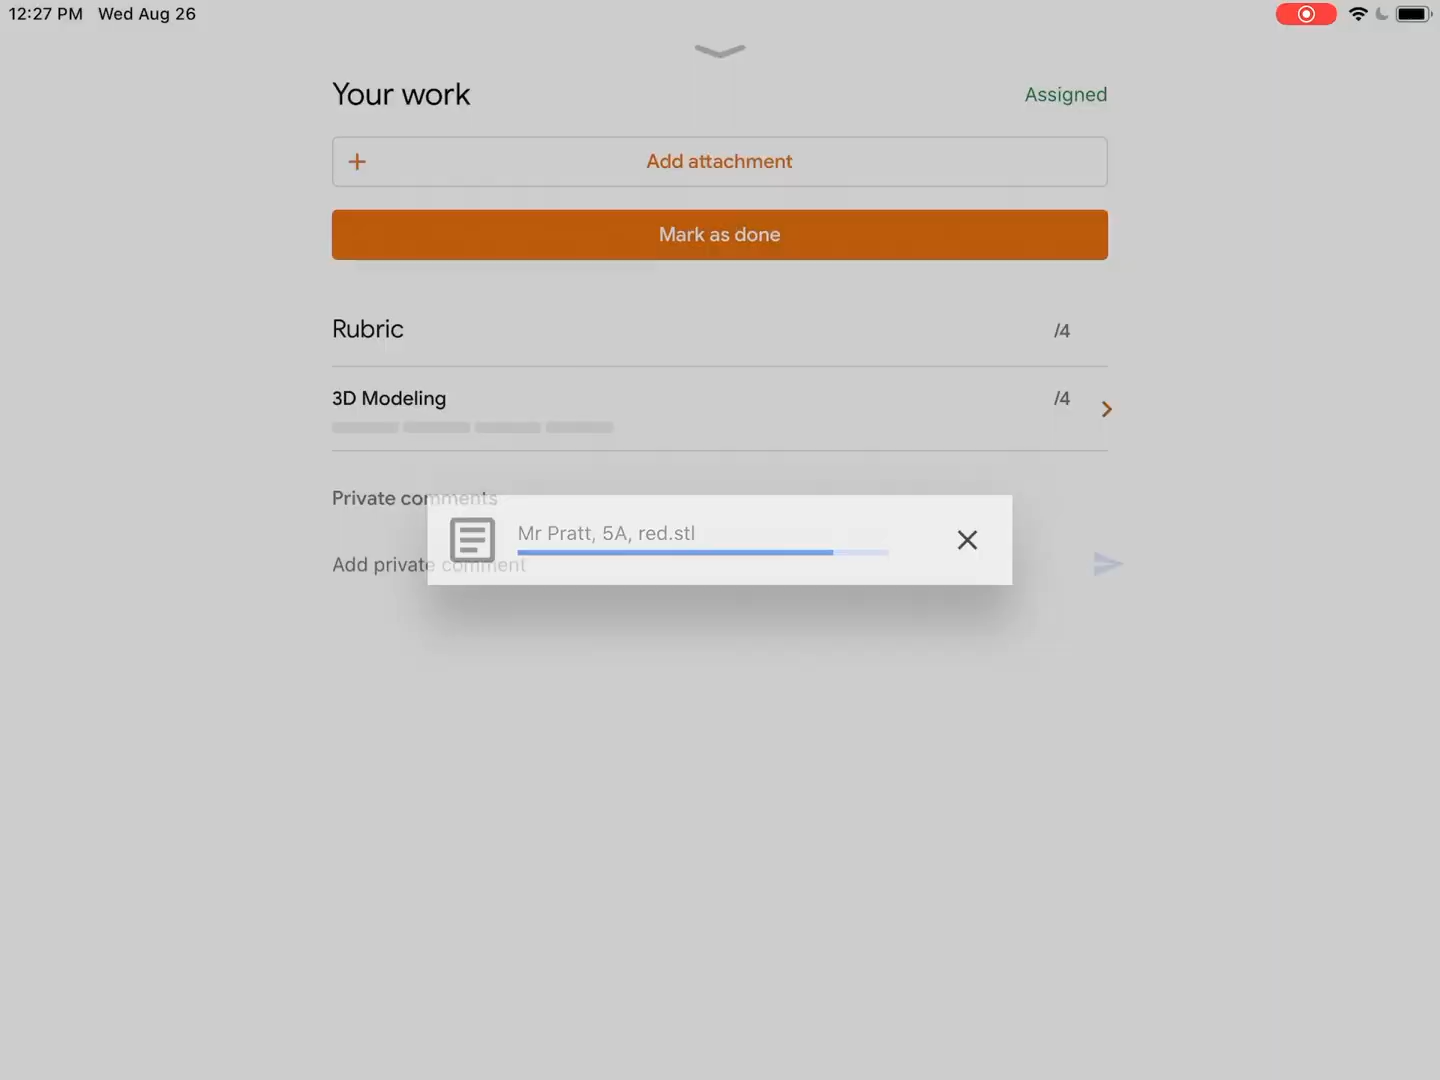 12:27 PM Wed Aug 26
Your work
Assigned
Add attachment
Mark as done
Rubric
/4
3D Modeling
/4
Private comments
Mr Pratt, 5A, red.stl
Add private comment